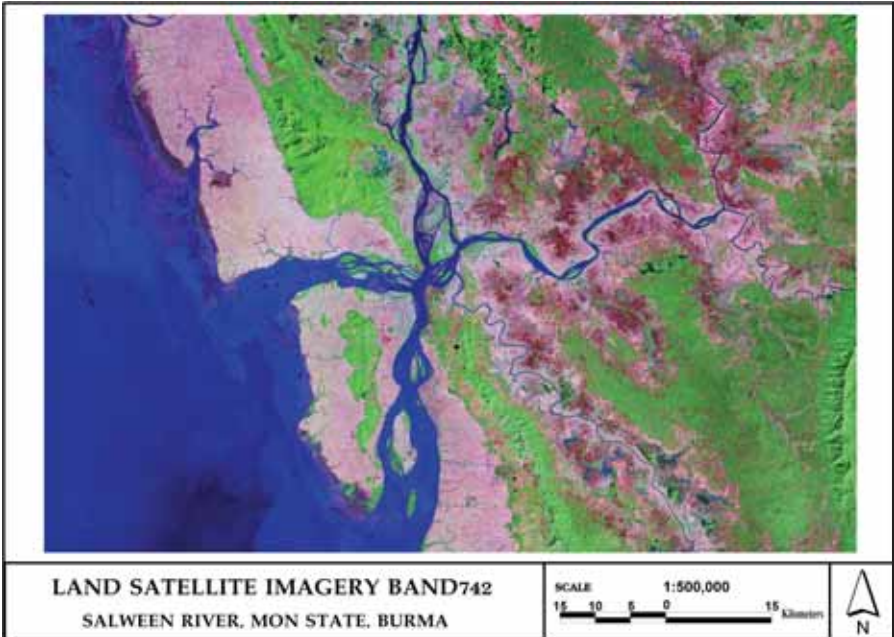 LAND SATELLITE IMAGERY BAND742
SALWEEN RIVER, MON STATE, BURMA
SCALE 1:500,000
15 10 5 0 15 Kilometers
N